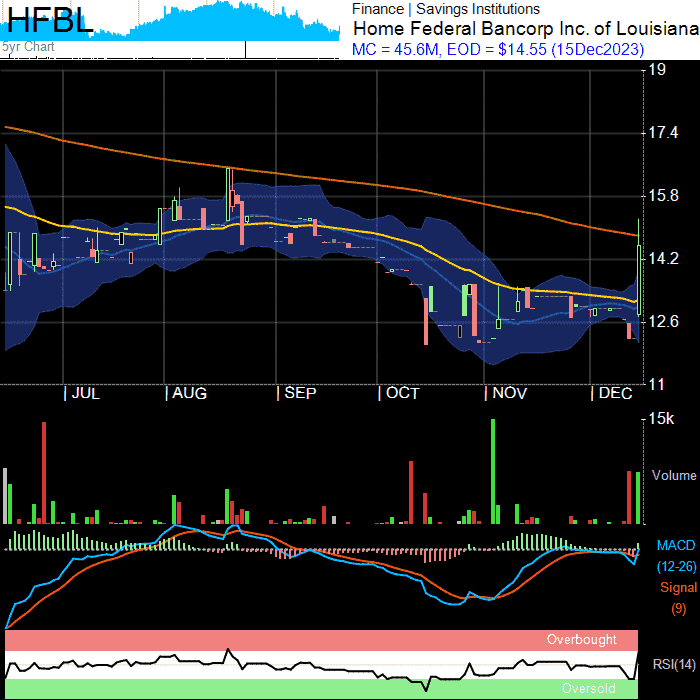 HFBL
5yr Chart
Finance | Savings Institutions
Home Federal Bancorp Inc. of Louisiana
MC = 45.6M, EOD = $14.55 (15Dec2023)
19
17.4
15.8
14.2
12.6
11
| JUL | AUG | SEP | OCT | NOV | DEC
15k
Volume
MACD
(12-26)
Signal
(9)
Overbought
RSI(14)
Oversold